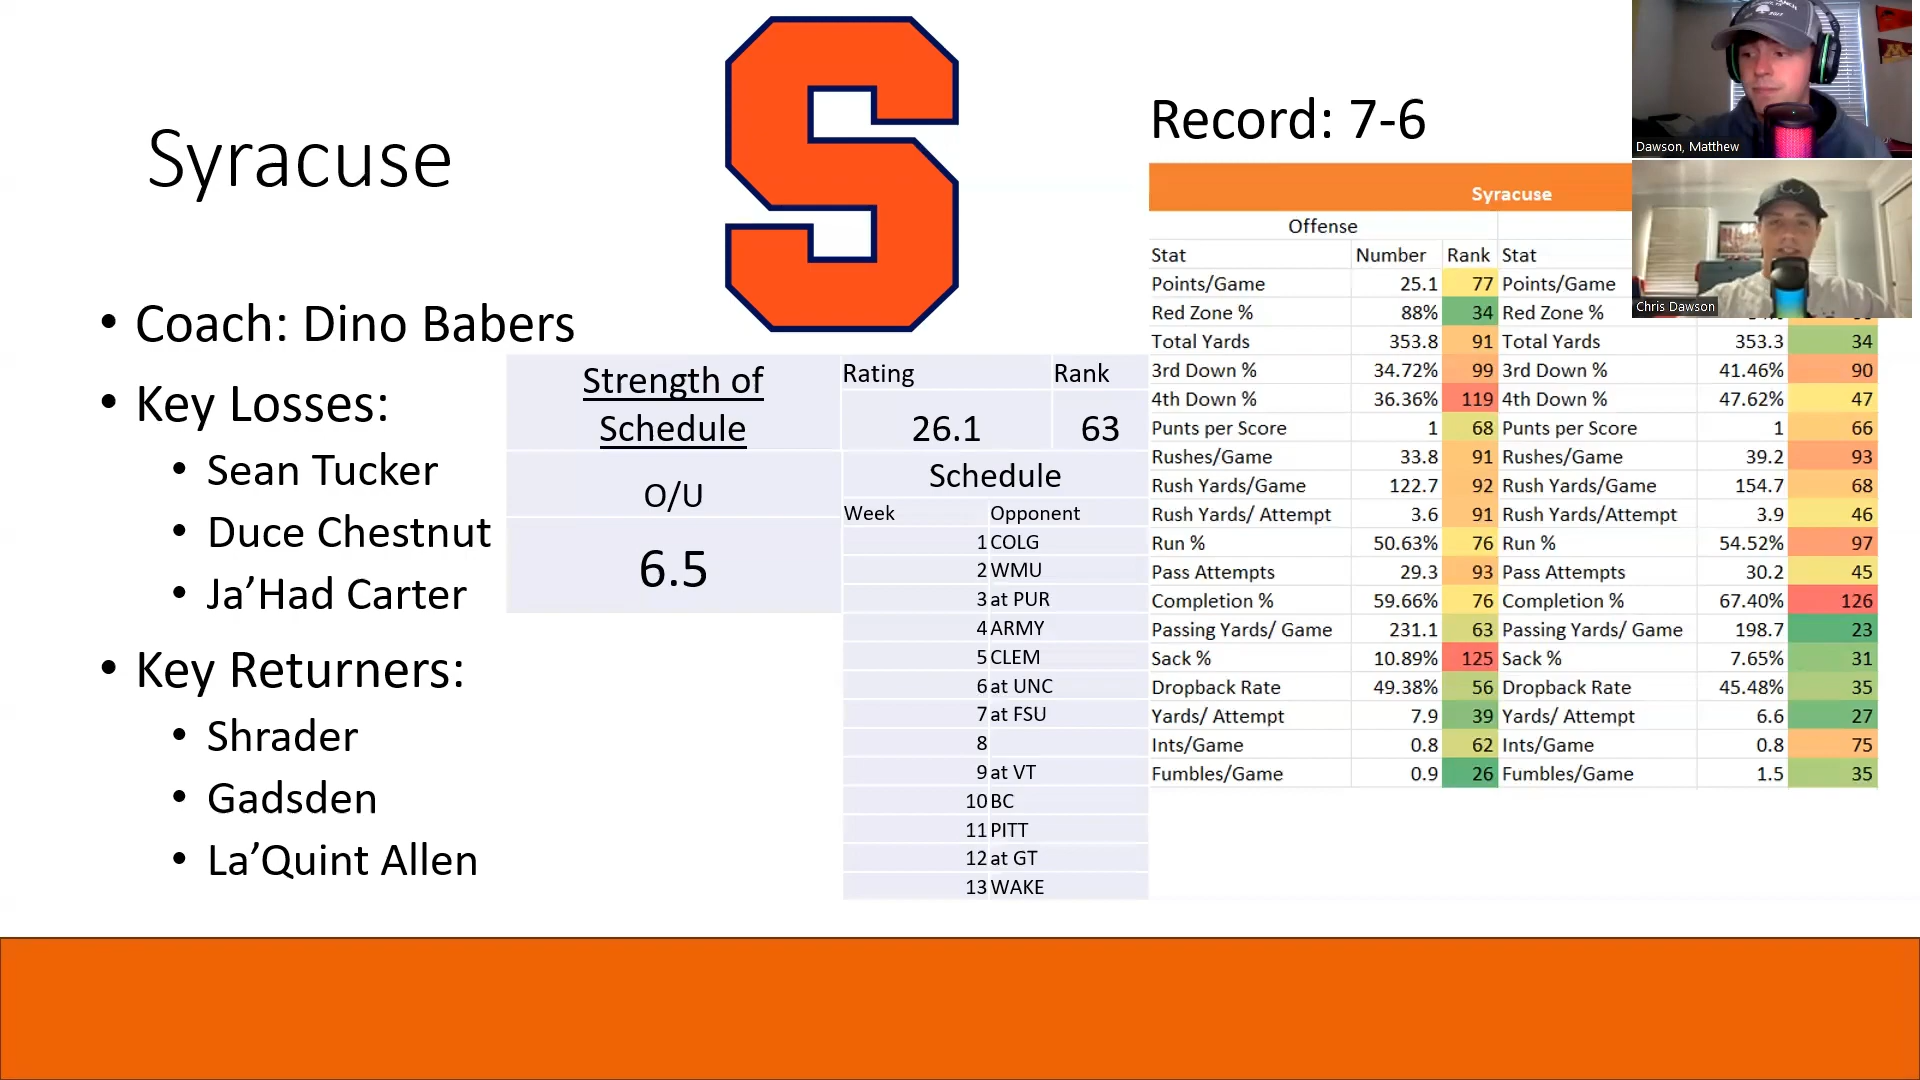 Syracuse
• Coach: Dino Babers
• Key Losses:
• Sean Tucker
• Duce Chestnut
• Ja’Had Carter
• Key Returners:
• Shrader
• Gadsden
• La’Quint Allen
S
Strength of Schedule Rating Rank
26.1 63
O/U
6.5
Schedule
Week Opponent
1 COLG
2 WMU
3 at PUR
4 ARMY
5 CLEM
6 at UNC
7 at FSU
8
9 at VT
10 BC
11 PITT
12 at GT
13 WAKE
Record: 7-6
Syracuse
Offense
Stat Number Rank Stat
Points/Game 25.1 77 Points/Game
Red Zone % 88% 34 Red Zone %
Total Yards 353.8 91 Total Yards 353.3 34
3rd Down % 34.72% 99 3rd Down % 41.46% 90
4th Down % 36.36% 119 4th Down % 47.62% 47
Punts per Score 1 68 Punts per Score 1 66
Rushes/Game 33.8 91 Rushes/Game 39.2 93
Rush Yards/Game 122.7 92 Rush Yards/Game 154.7 68
Rush Yards/ Attempt 3.6 91 Rush Yards/Attempt 3.9 46
Run % 50.63% 76 Run % 54.52% 97
Pass Attempts 29.3 93 Pass Attempts 30.2 45
Completion % 59.66% 76 Completion % 67.40% 126
Passing Yards/ Game 231.1 63 Passing Yards/ Game 198.7 23
Sack % 10.89% 125 Sack % 7.65% 31
Dropback Rate 49.38% 56 Dropback Rate 45.48% 35
Yards/ Attempt 7.9 39 Yards/ Attempt 6.6 27
Ints/Game 0.8 62 Ints/Game 0.8 75
Fumbles/Game 0.9 26 Fumbles/Game 1.5 35
Dawson, Matthew
Chris Dawson